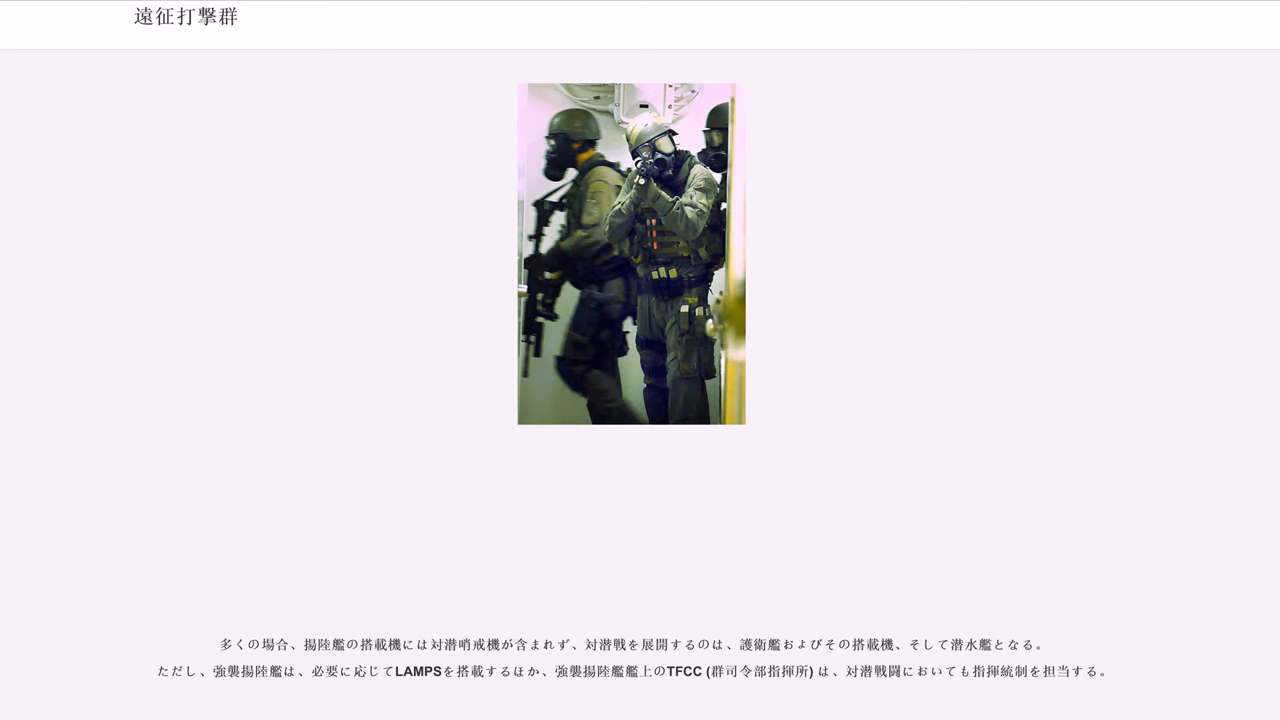 遠征打撃群
多くの場合、揚陸艦の搭載機には対潜哨戒機が含まれず、対潜戦を展開するのは、護衛艦およびその搭載機、そして潜水艦となる。
ただし、強襲揚陸艦は、必要に応じてLAMPSを搭載するほか、強襲揚陸艦艦上のTFCC (群司令部指揮所) は、対潜戦闘においても指揮統制を担当する。